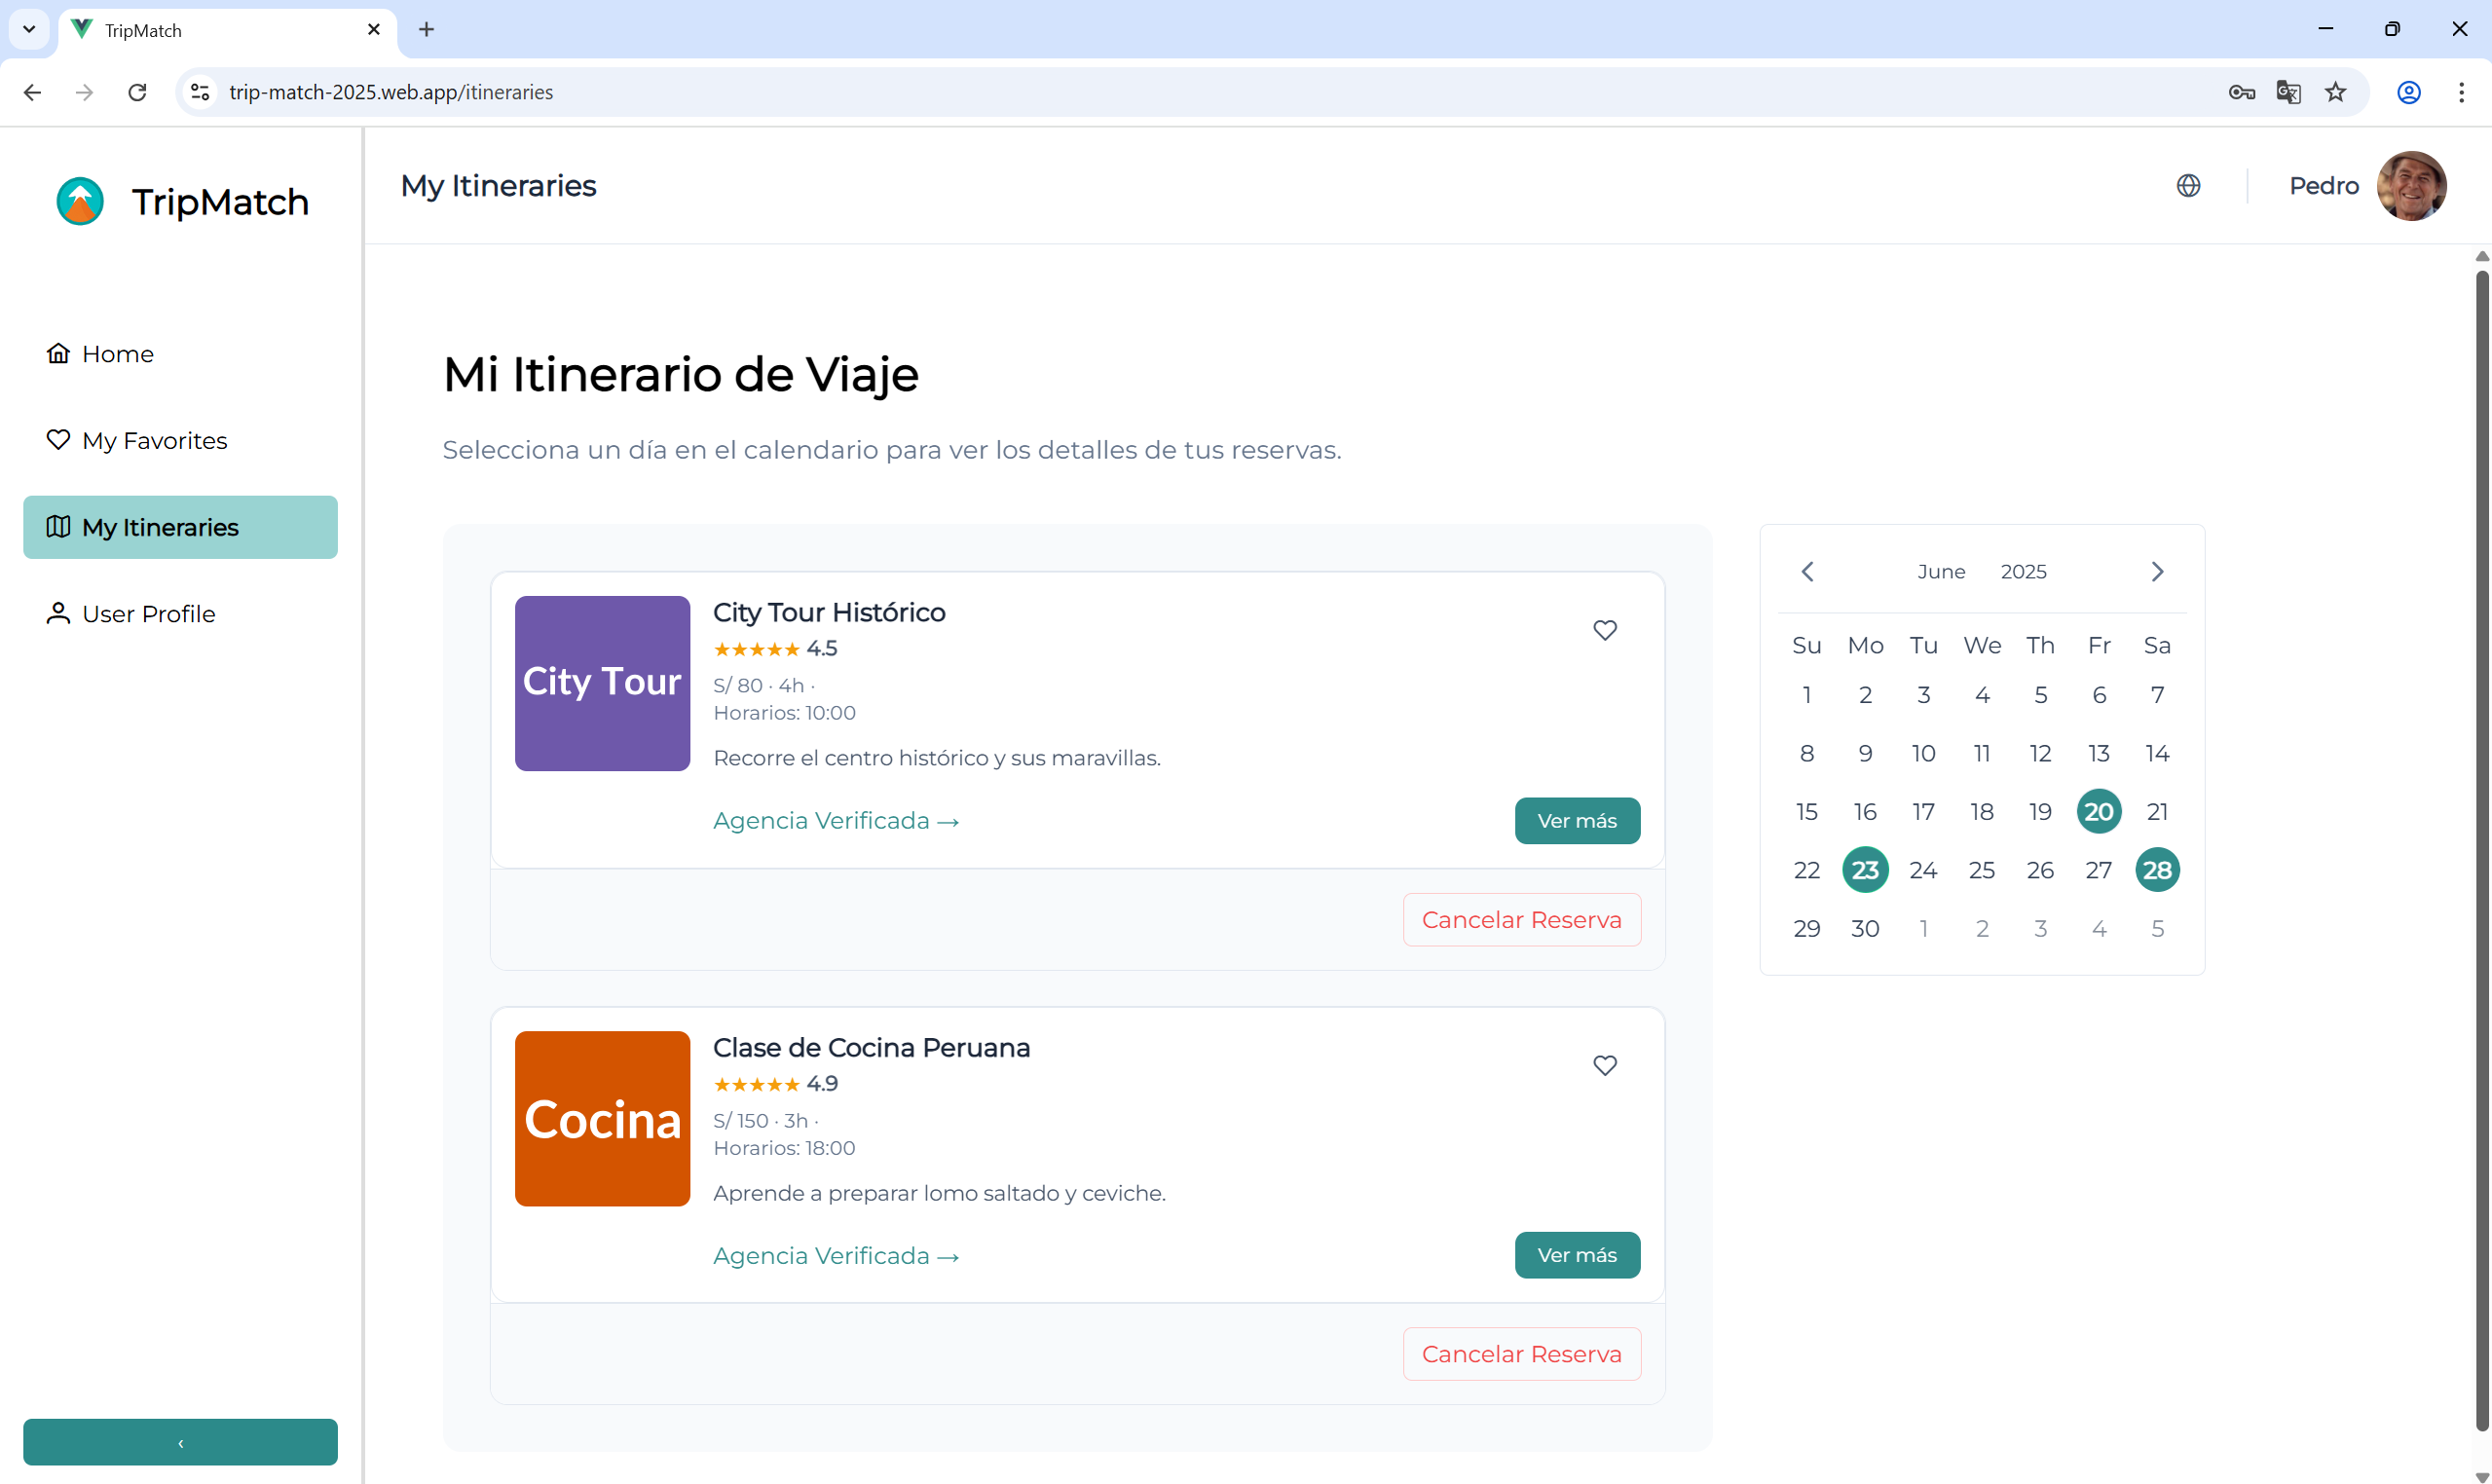 TripMatch
trip-match-2025.web.app/itineraries
TripMatch
My Itineraries
Pedro
Home
My Favorites
My Itineraries
User Profile
Mi Itinerario de Viaje
Selecciona un día en el calendario para ver los detalles de tus reservas.
City Tour
City Tour Histórico
★★★★★ 4.5
S/ 80 · 4h ·
Horarios: 10:00
Recorre el centro histórico y sus maravillas.
Agencia Verificada →
Ver más
Cancelar Reserva
Cocina
Clase de Cocina Peruana
★★★★★ 4.9
S/ 150 · 3h ·
Horarios: 18:00
Aprende a preparar lomo saltado y ceviche.
Agencia Verificada →
Ver más
Cancelar Reserva
June 2025
Su Mo Tu We Th Fr Sa
1 2 3 4 5 6 7
8 9 10 11 12 13 14
15 16 17 18 19 20 21
22 23 24 25 26 27 28
29 30 1 2 3 4 5
‹